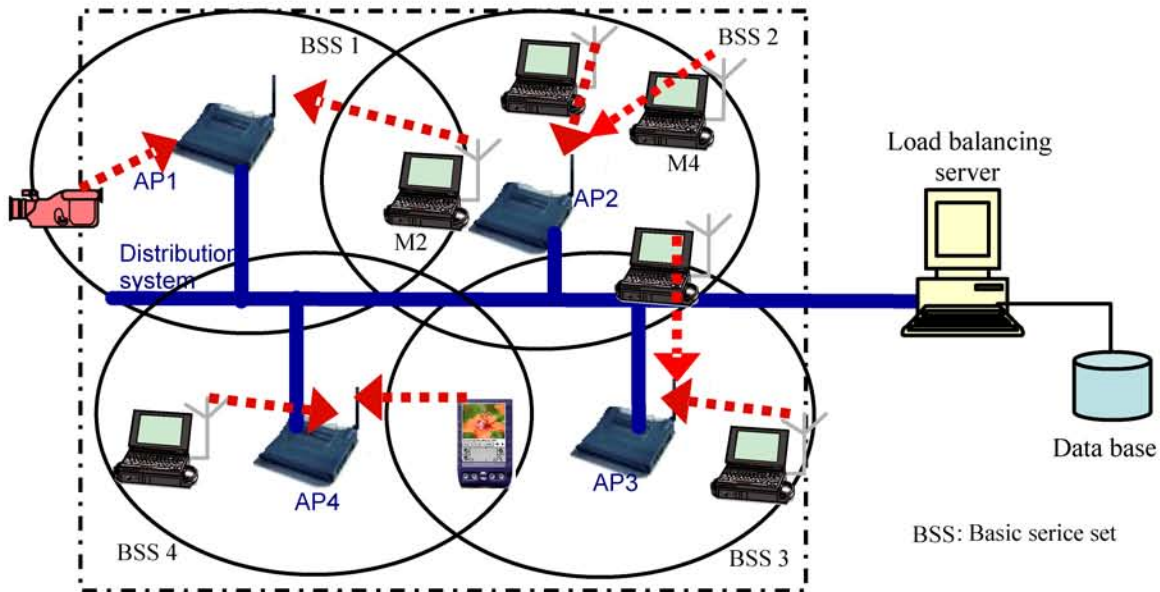 BSS 1
BSS 2
M4
AP1
AP2
M2
Load balancing
server
Distribution
system
AP4
AP3
BSS 4
BSS 3
Data base
BSS: Basic serice set